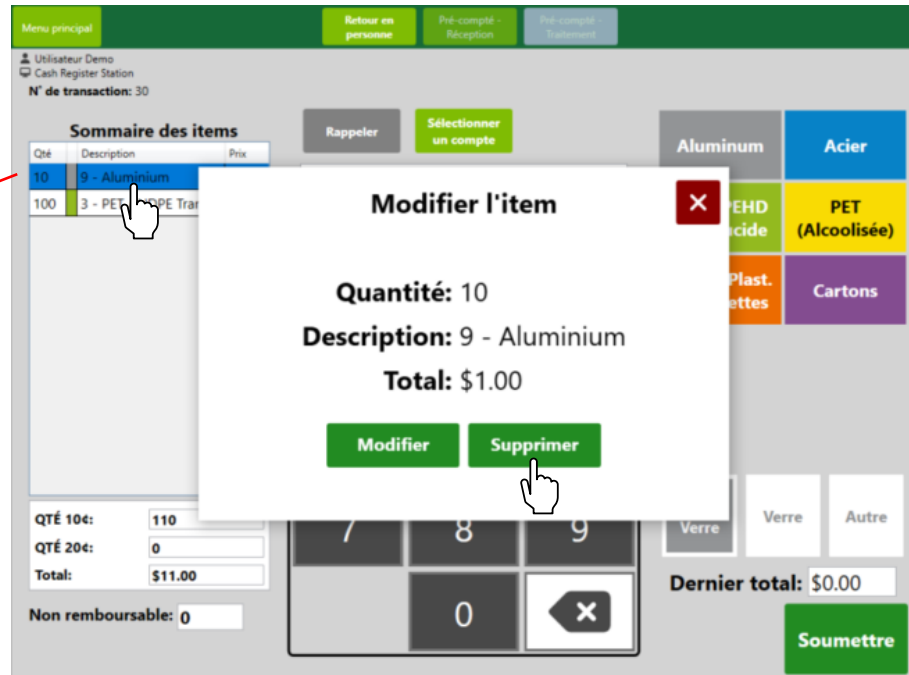 Menu principal
Retour en
personne
Pré-compté -
Réception
Pré-compté -
Traitement
Utilisateur Demo
Cash Register Station
N° de transaction: 30
Sommaire des items
Qté Description Prix
10 9 - Aluminium
100 3 - PET DPE Tran
Rappeler
Sélectionner
un compte
Modifier l'item
Quantité: 10
Description: 9 - Aluminium
Total: $1.00
Modifier Supprimer
Aluminum Acier
PEHD
PET
(Alcoolisée)
Plast.
Cartons
7 8 9
0
QTÉ 10¢: 110
QTÉ 20¢: 0
Total: $11.00
Non remboursable: 0
Verre Verre Autre
Dernier total: $0.00
Soumettre